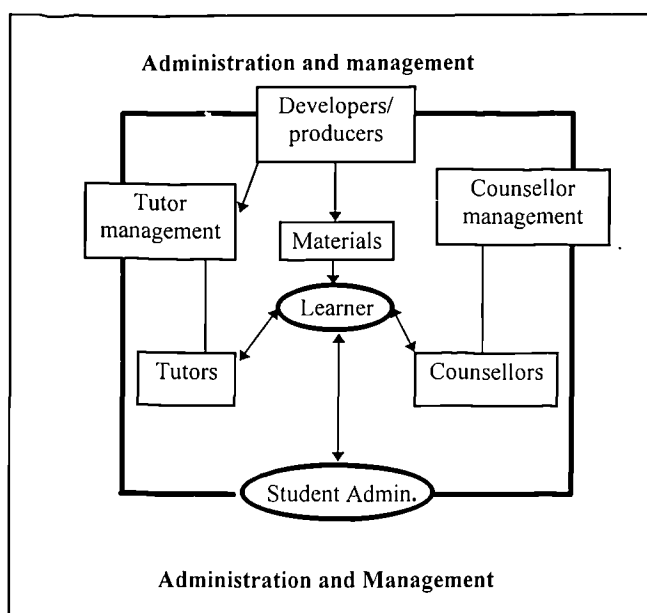 Administration and management
Developers/
producers
Tutor
management
Counsellor
management
Materials
Learner
Tutors
Counsellors
Student Admin.
Administration and Management